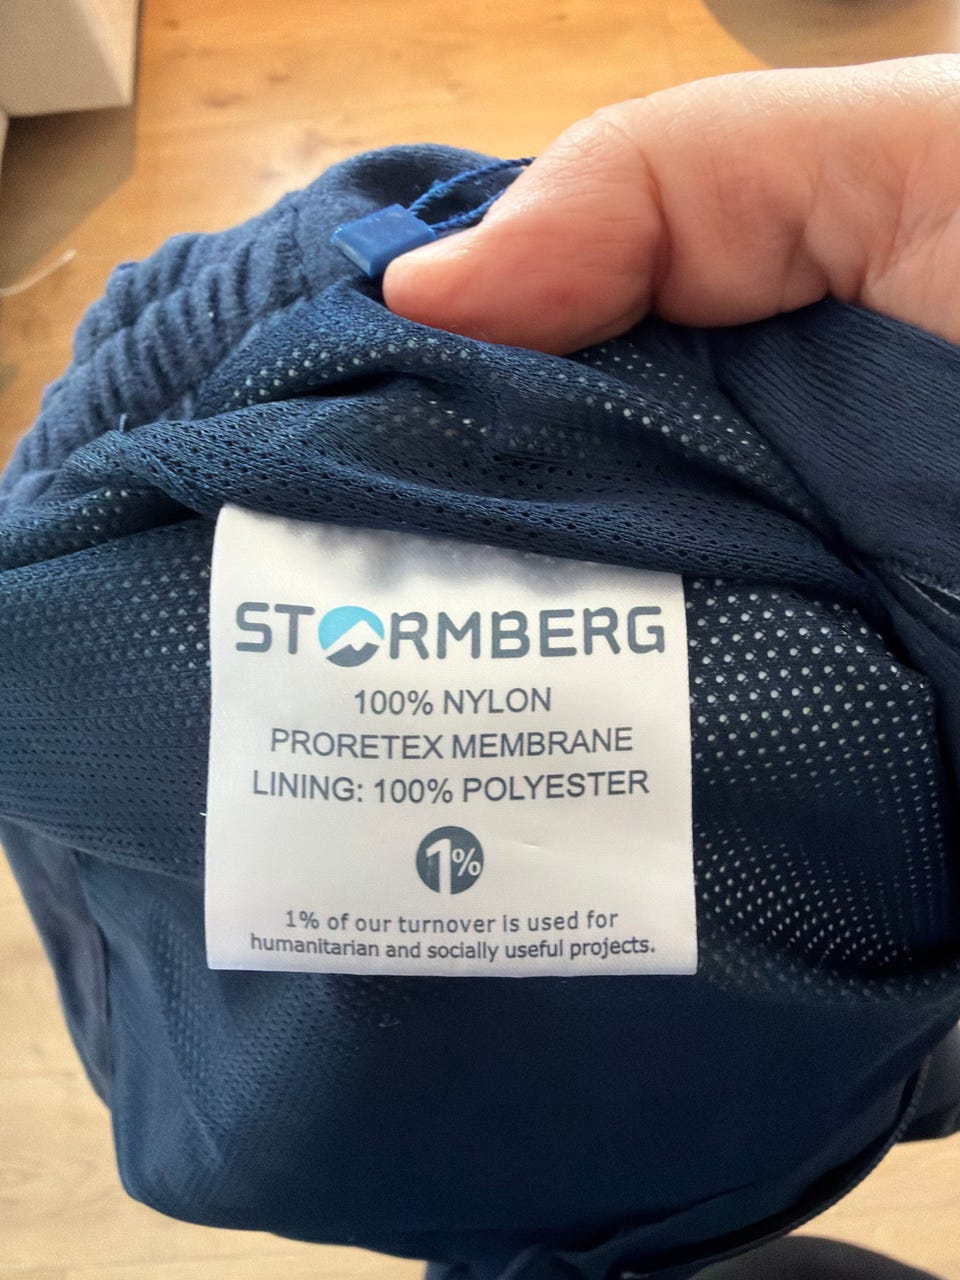 STORMBERG
100% NYLON
PRORETEX MEMBRANE
LINING: 100% POLYESTER
1%
1% of our turnover is used for
humanitarian and socially useful projects.